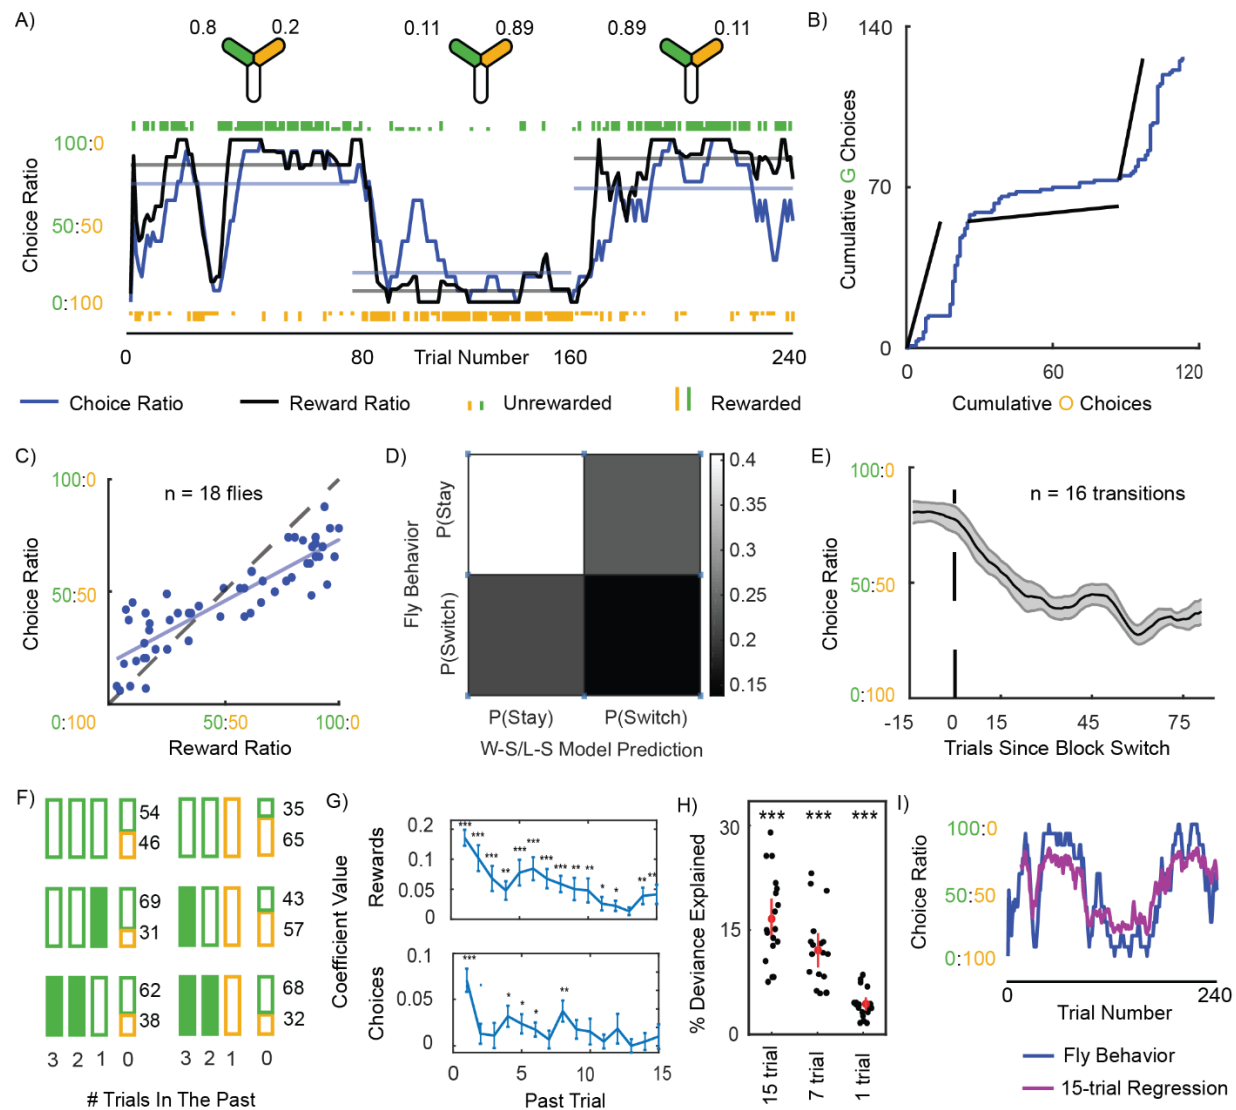 A)
0.8 0.2
0.11 0.89
0.89 0.11
Choice Ratio
100:0
50:50
0:100
0 80 Trial Number 160 240
Choice Ratio Reward Ratio Unrewarded Rewarded
B)
Cumulative G Choices
140
70
0
0 60 120
Cumulative O Choices
C)
n = 18 flies
Choice Ratio
100:0
50:50
0:100 50:50 100:0
Reward Ratio
D)
Fly Behavior
P(Stay
P(Switch)
P(Stay) P(Switch)
W-S/L-S Model Prediction
0.4
0.35
0.3
0.25
0.2
0.15
E)
n = 16 transitions
Choice Ratio
100:0
50:50
0:100
-15 0 15 45 75
Trials Since Block Switch
F)
54 35
46 65
69 43
31 57
62 68
38 32
3 2 1 0 3 2 1 0
# Trials In The Past
G)
Coefficient Value
Rewards
0.2
0.1
0.05
0
*** *** *** ** *** *** *** *** ** ** * * ** **
Choices
0.1
0.05
0
*** * * * **
0 5 10 15
Past Trial
H)
% Deviance Explained
*** *** ***
30
15
0
15 trial 7 trial 1 trial
I)
Choice Ratio
100:0
50:50
0:100
0 240
Trial Number
Fly Behavior
15-trial Regression